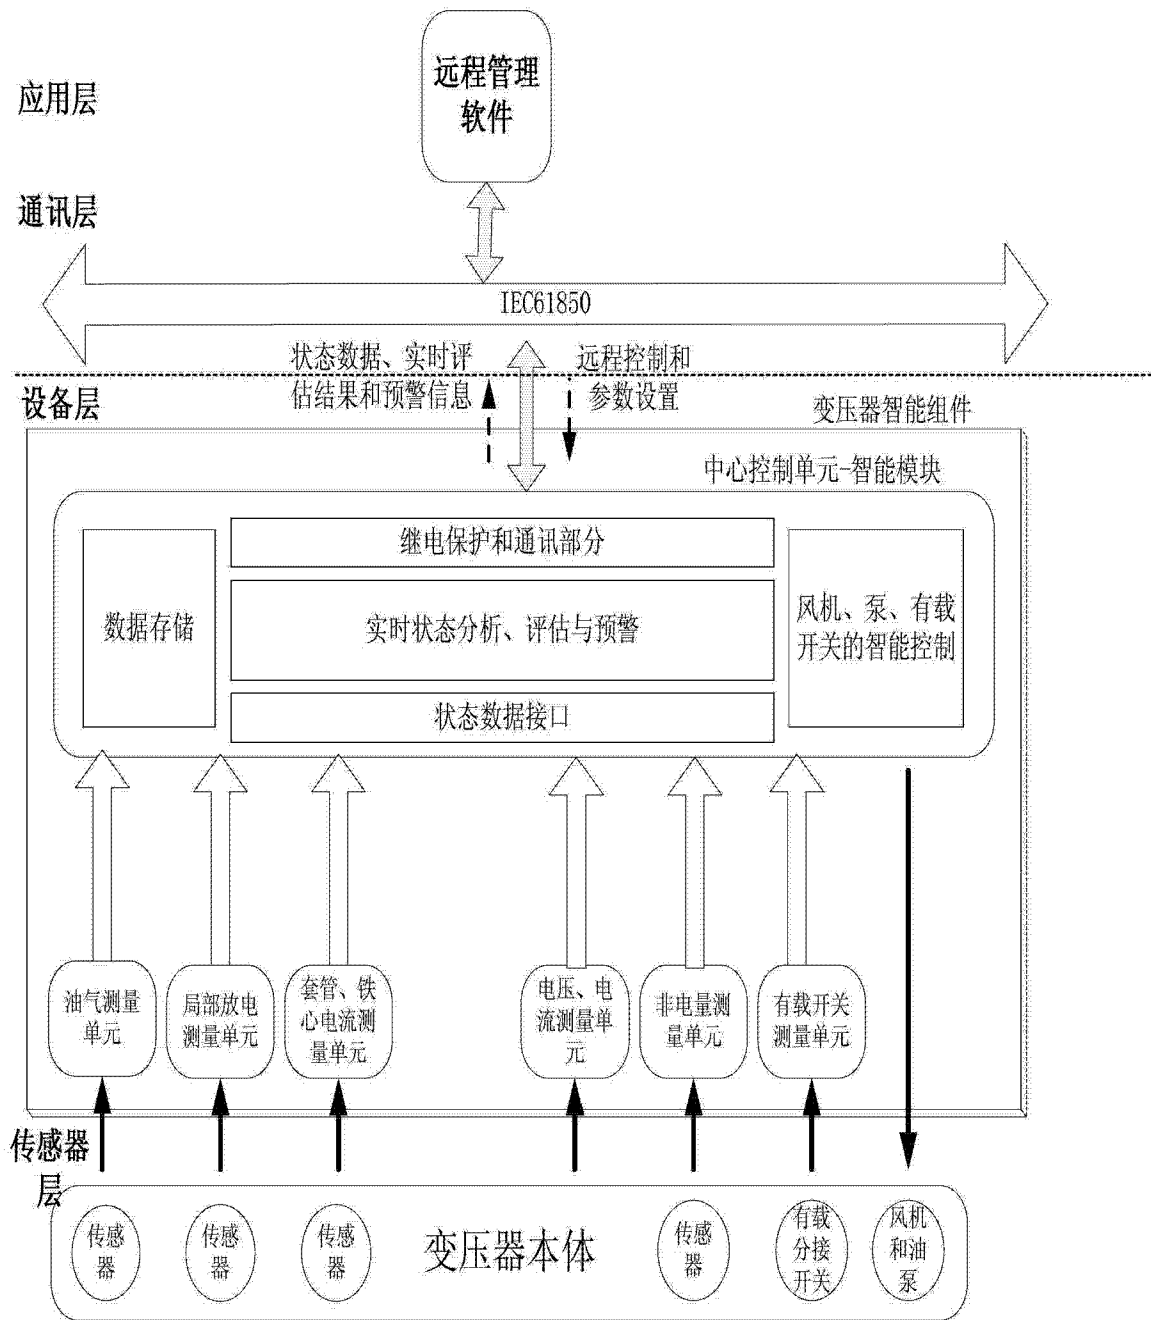 远程管理
软件
应用层
通讯层
IEC61850
状态数据、实时评
估结果和预警信息
远程控制和
参数设置
设备层
变压器智能组件
中心控制单元-智能模块
继电保护和通讯部分
数据存储
实时状态分析、评估与预警
风机、泵、有载
开关的智能控制
状态数据接口
油气测量
单元
局部放电
测量单元
套管、铁
心电流测
量单元
电压、电
流测量单
元
非电量测
量单元
有载开关
测量单元
传感器
层
传感
器
传感
器
传感
器
变压器本体
传感
器
有载
分接
开关
风机
和油
泵